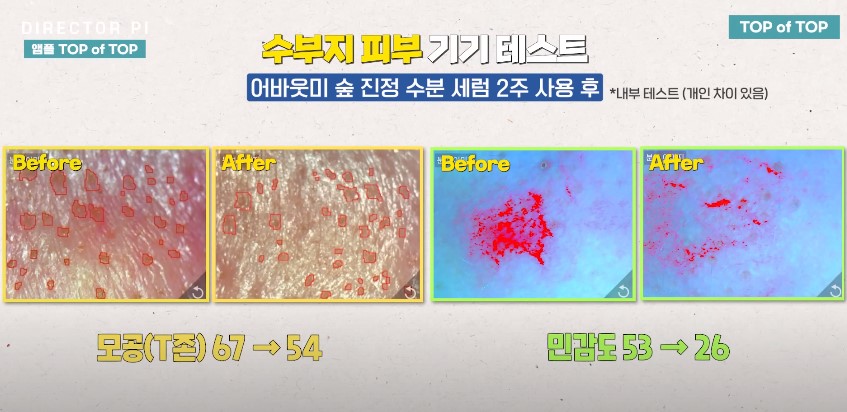 DIRECTOR PI
앰플 TOP of TOP
TOP of TOP
수부지 피부 기기 테스트
어바웃미 숲 진정 수분 세럼 2주 사용 후
*내부 테스트 (개인 차이 있음)
Before
After
Before
After
모공(T존) 67 → 54
민감도 53 → 26